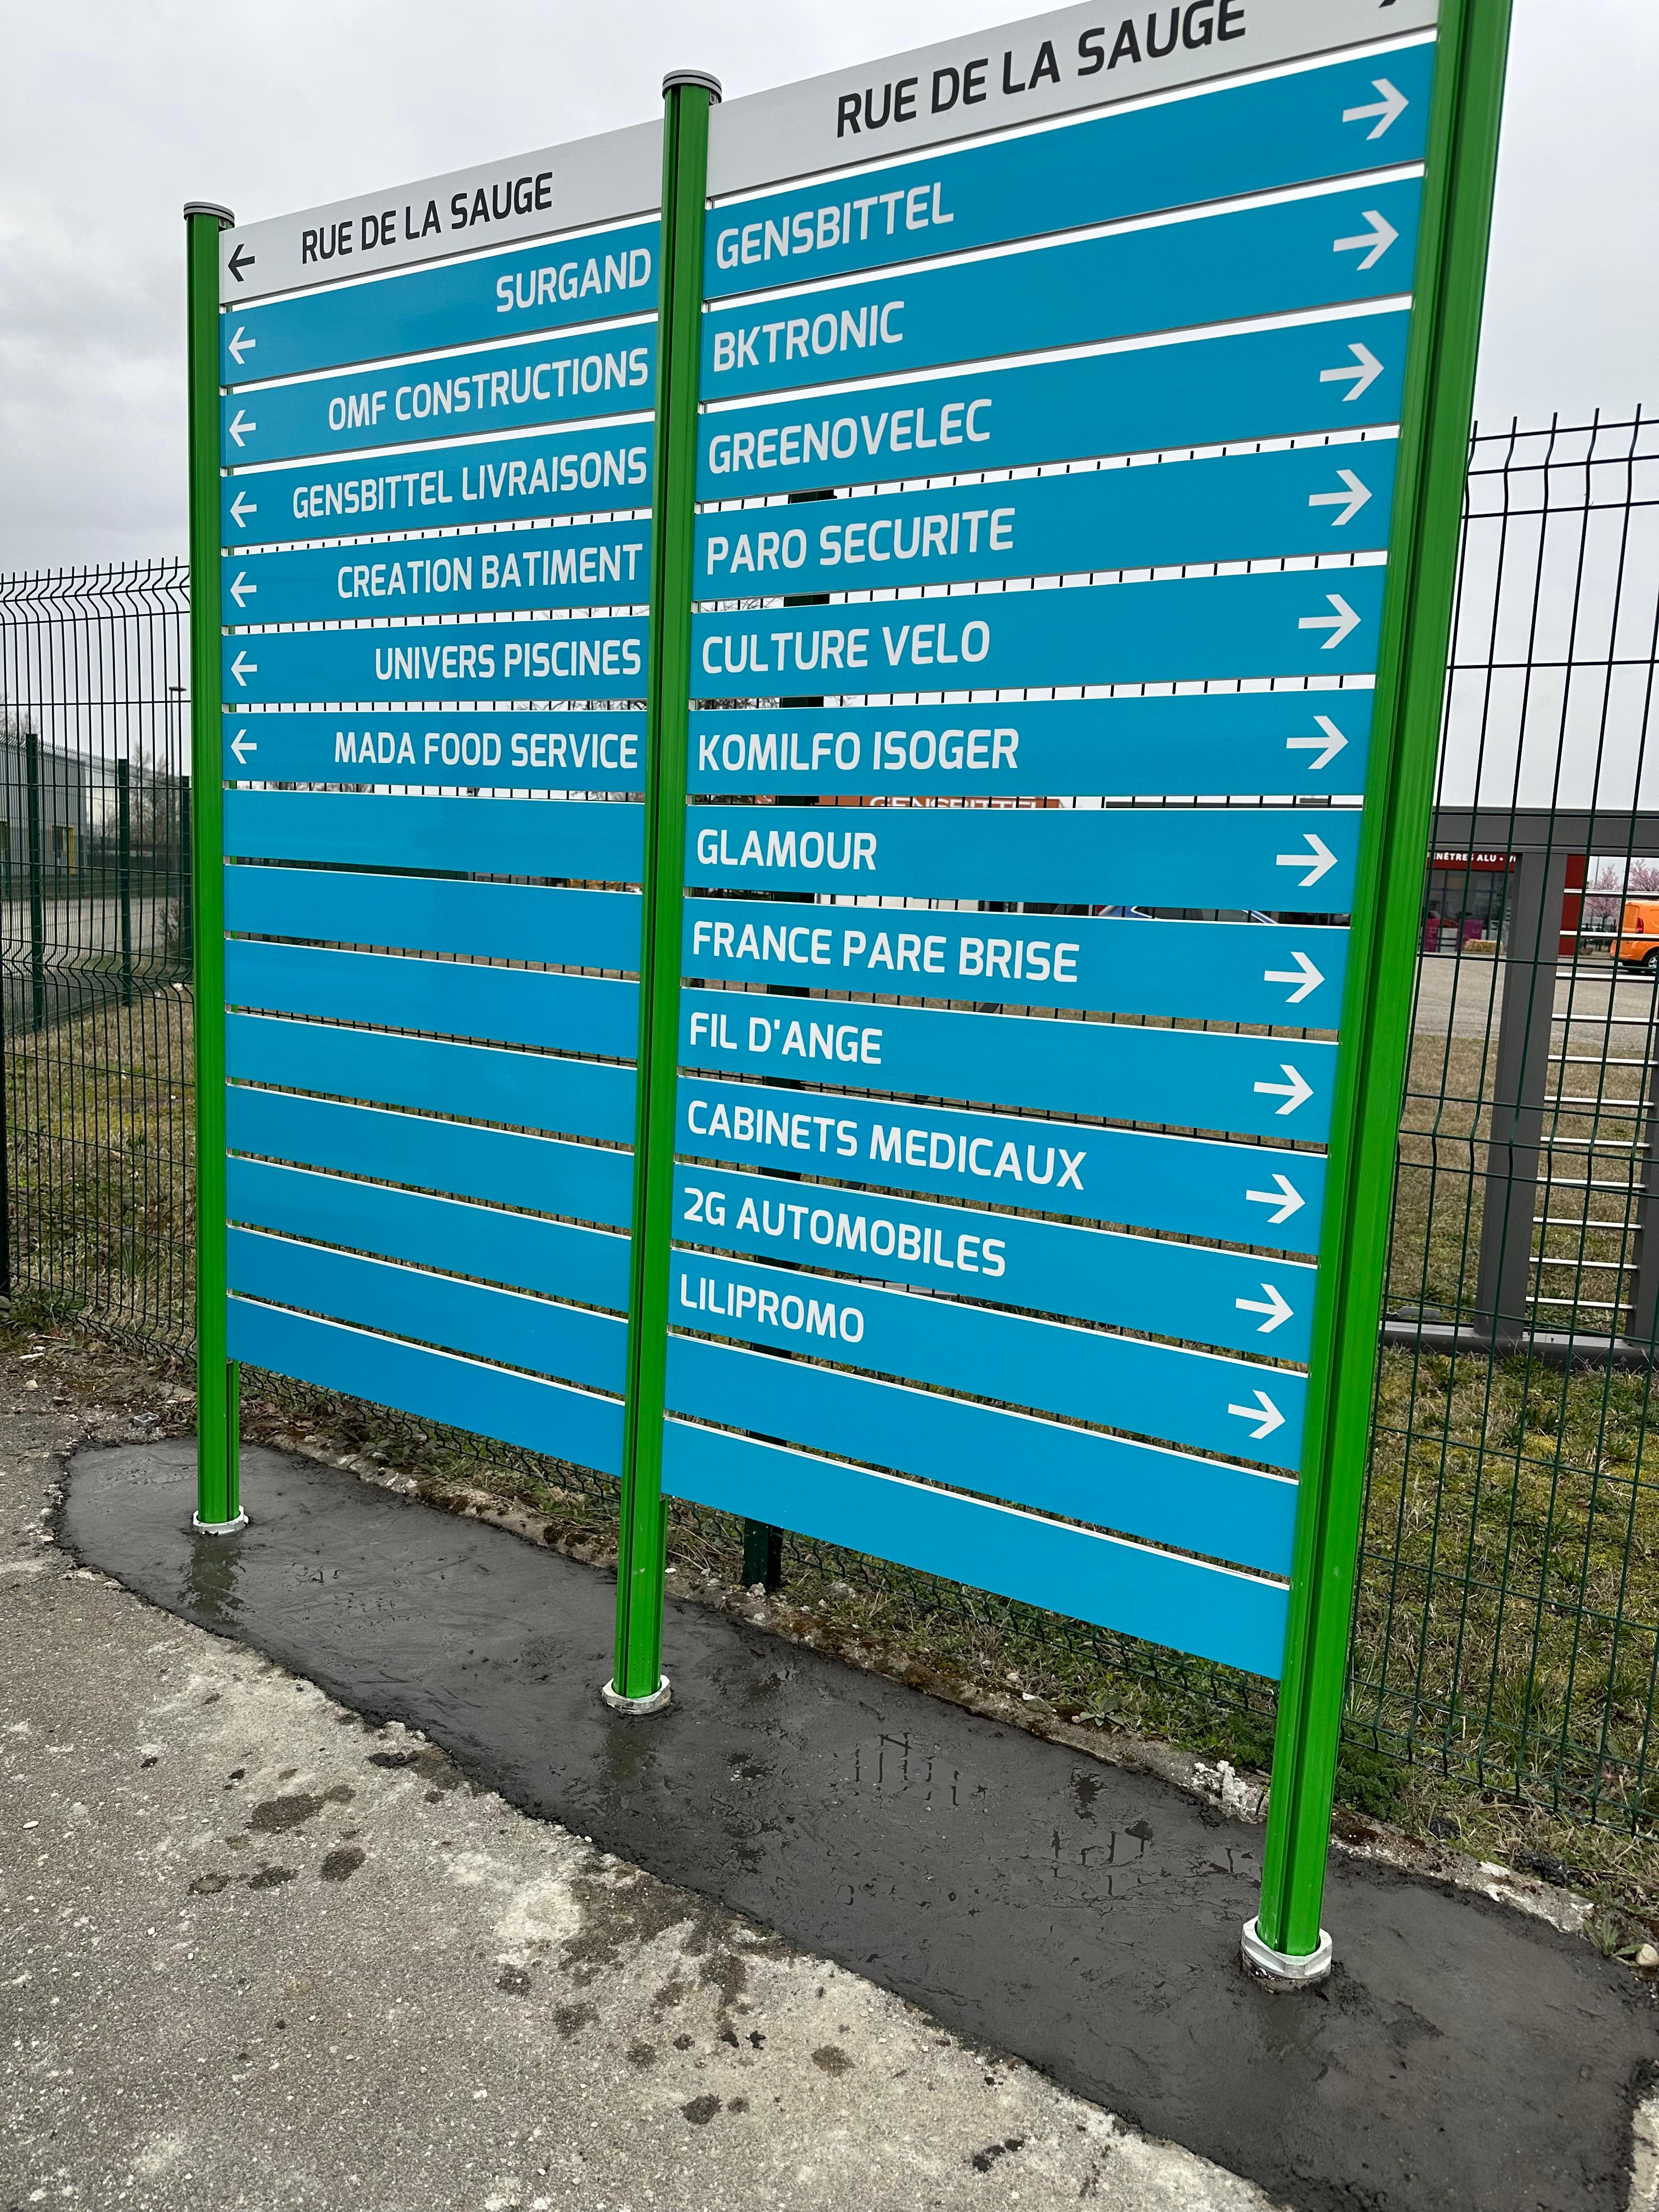 ← RUE DE LA SAUGE
← SURGAND
← OMF CONSTRUCTIONS
← GENSBITTEL LIVRAISONS
← CREATION BATIMENT
← UNIVERS PISCINES
← MADA FOOD SERVICE
RUE DE LA SAUGE →
GENSBITTEL →
BKTRONIC →
GREENOVELEC →
PARO SECURITE →
CULTURE VELO →
KOMILFO ISOGER →
GLAMOUR →
FRANCE PARE BRISE →
FIL D'ANGE →
CABINETS MEDICAUX →
2G AUTOMOBILES →
LILIPROMO →
GENSBITTEL
ALU